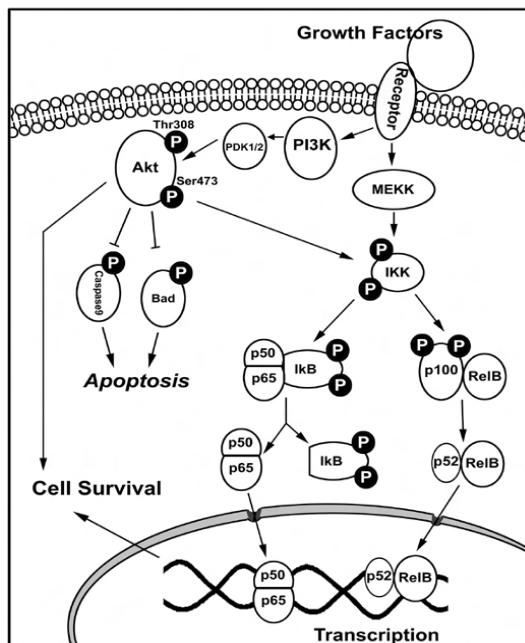 Growth Factors
Receptor
Thr308
P
Akt
Ser473
P
PDK1/2
PI3K
MEKK
P
Caspase9
P
Bad
P
IKK
P
Apoptosis
p50
p65
IkB
P
P
P
P
p100
RelB
p50
p65
IkB
P
P
p52
RelB
Cell Survival
p50
p65
p52
RelB
Transcription